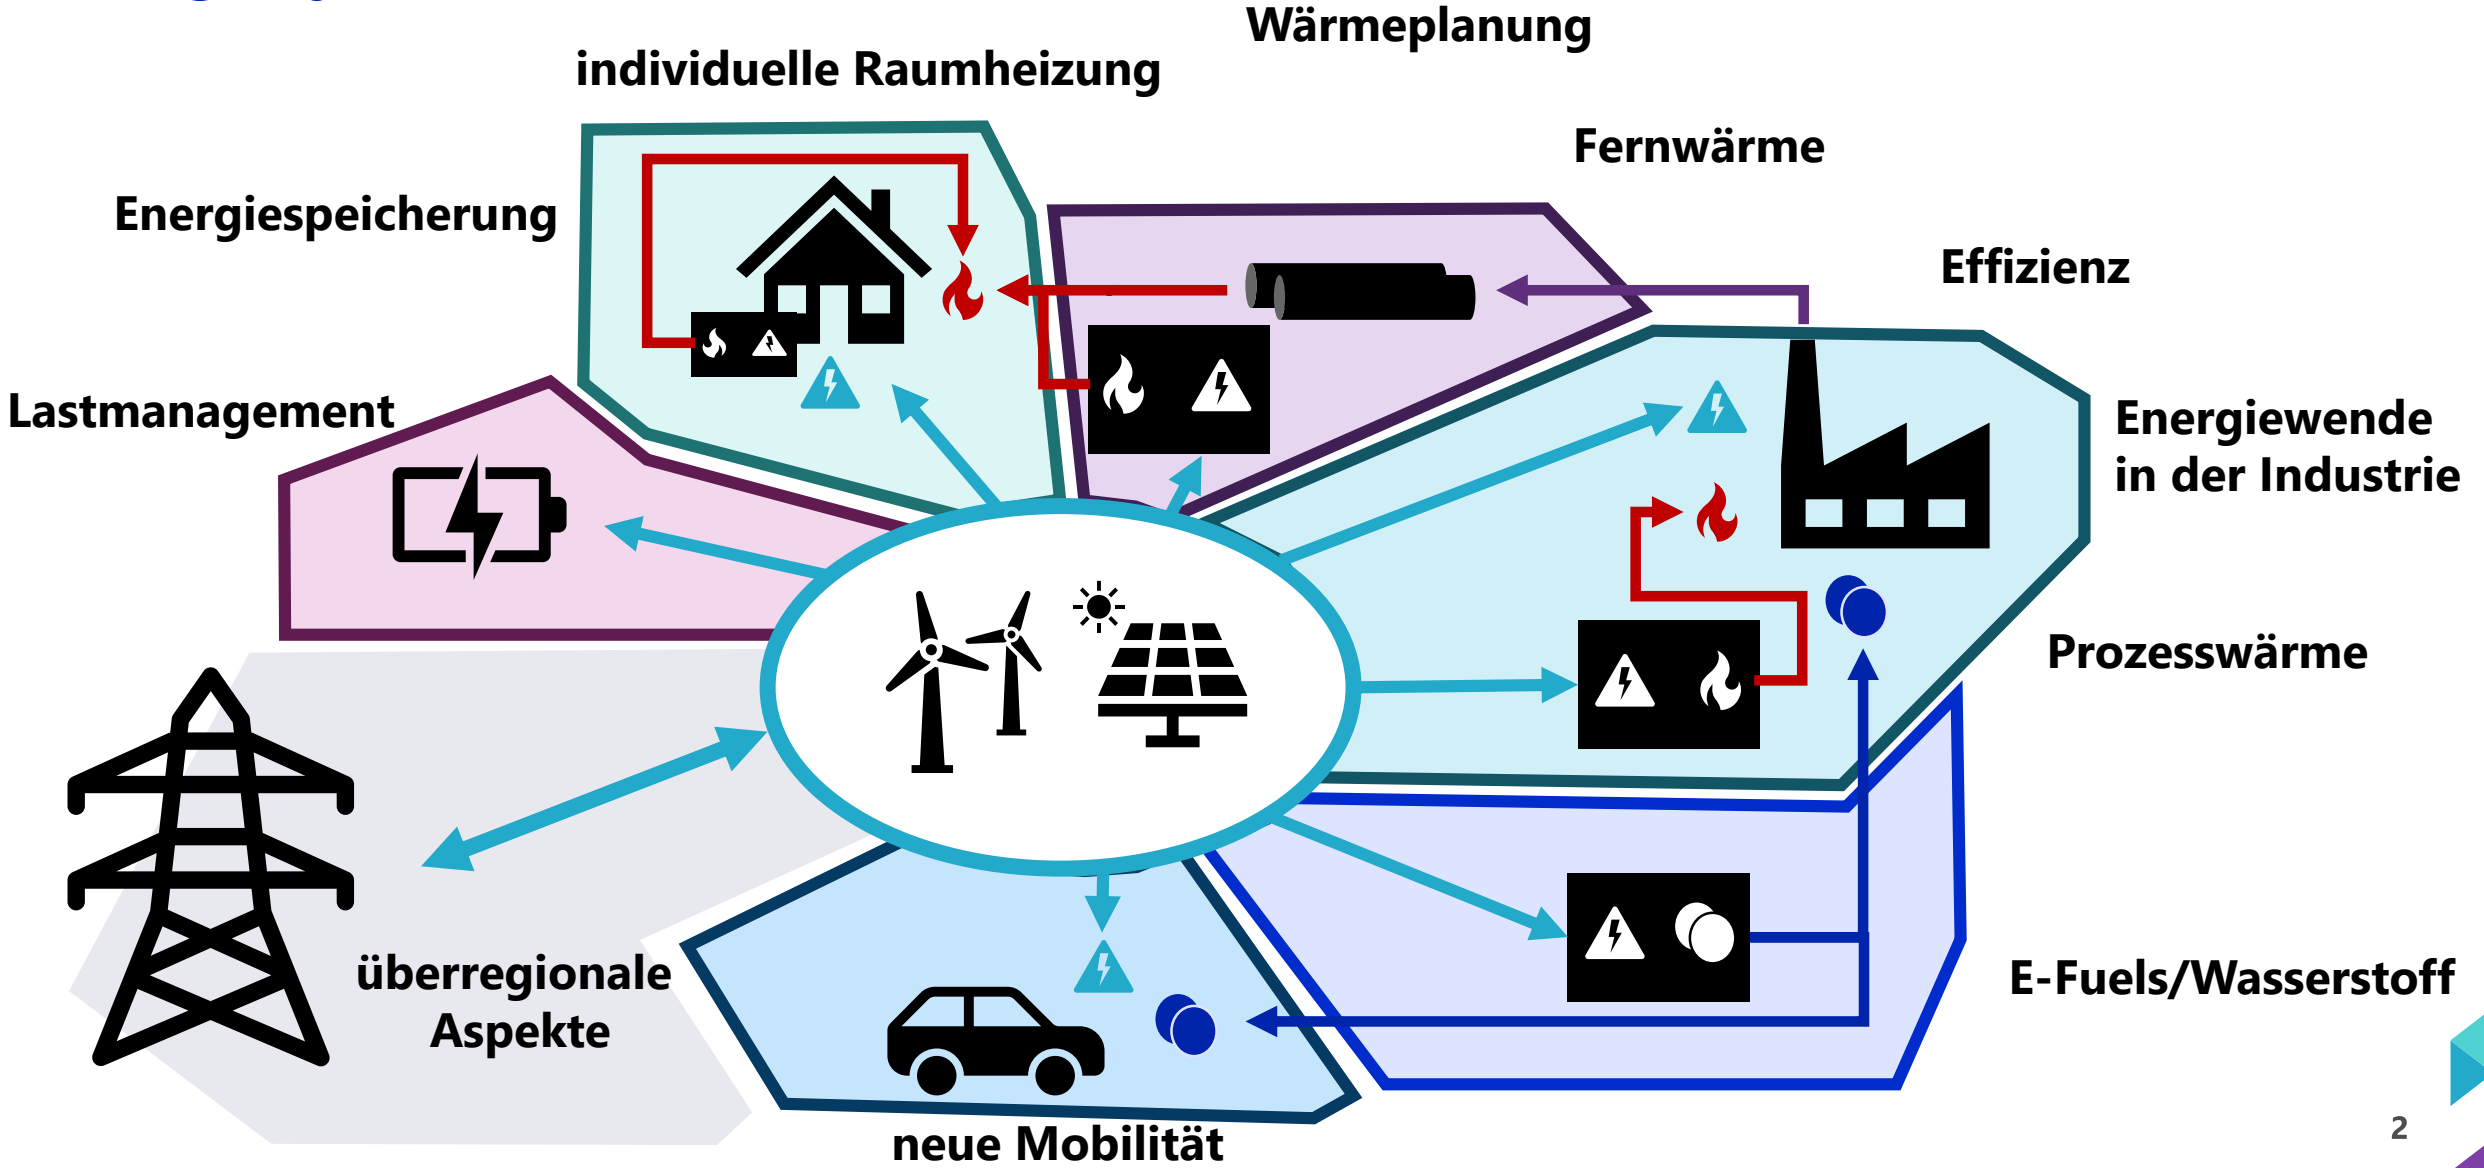 Wärmeplanung
individuelle Raumheizung
Fernwärme
Energiespeicherung
Effizienz
Lastmanagement
Energiewende
in der Industrie
Prozesswärme
überregionale
Aspekte
E-Fuels/Wasserstoff
neue Mobilität
2